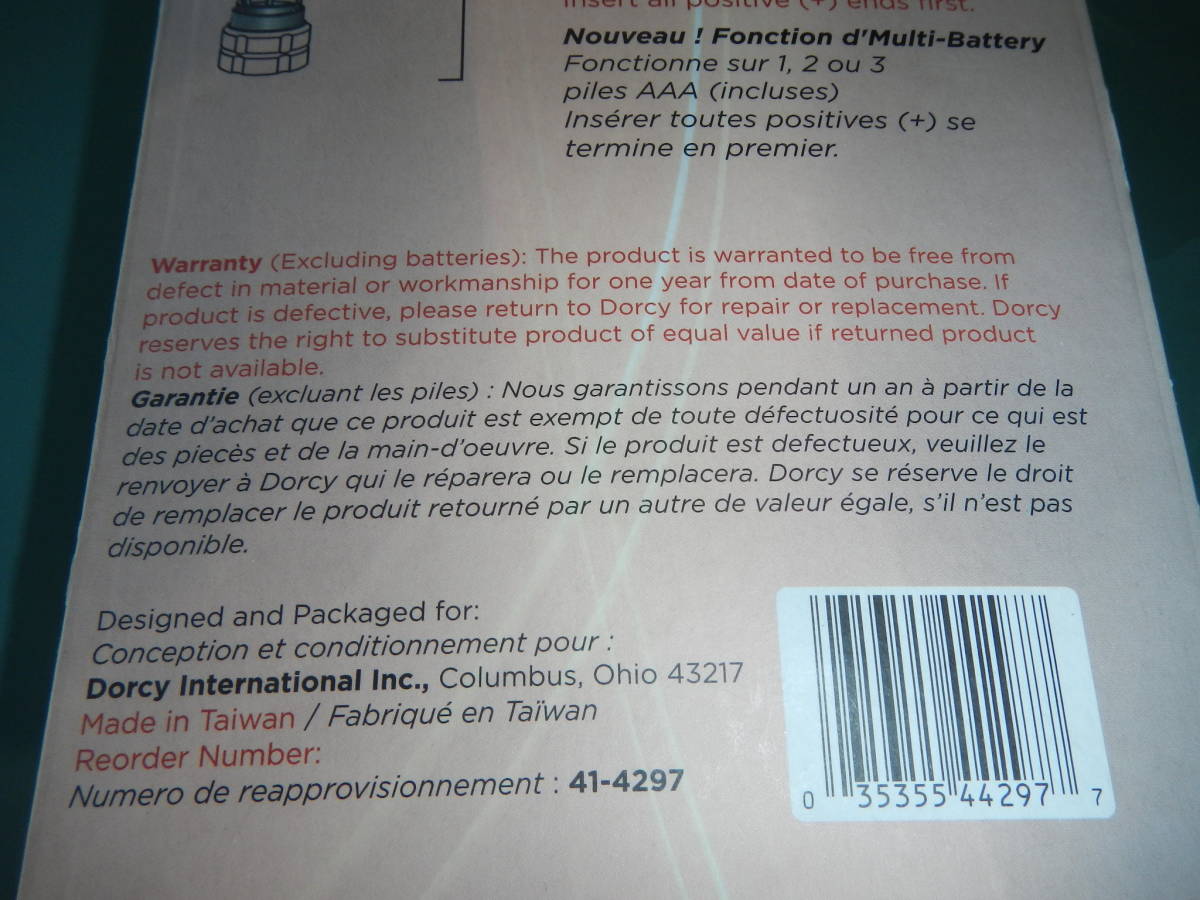 Insert all positive (+) ends first.
Nouveau ! Fonction d'Multi-Battery
Fonctionne sur 1, 2 ou 3
piles AAA (incluses)
Insérer toutes positives (+) se
termine en premier.
Warranty (Excluding batteries): The product is warranted to be free from
defect in material or workmanship for one year from date of purchase. If
product is defective, please return to Dorcy for repair or replacement. Dorcy
reserves the right to substitute product of equal value if returned product
is not available.
Garantie (excluant les piles) : Nous garantissons pendant un an à partir de la
date d'achat que ce produit est exempt de toute défectuosité pour ce qui est
des piecès et de la main-d'oeuvre. Si le produit est defectueux, veuillez le
renvoyer à Dorcy qui le réparera ou le remplacera. Dorcy se réserve le droit
de remplacer le produit retourné par un autre de valeur égale, s'il n'est pas
disponible.
Designed and Packaged for:
Conception et conditionnement pour :
Dorcy International Inc., Columbus, Ohio 43217
Made in Taiwan / Fabriqué en Taïwan
Reorder Number:
Numero de reapprovisionnement : 41-4297
0 35355 44297 7